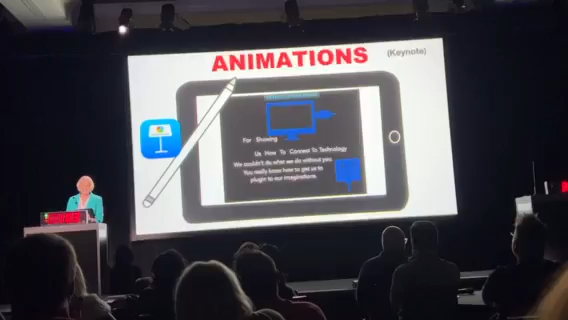 ANIMATIONS
(Keynote)
For Showing
Us How To Connect To Technology
We couldn't do what we do without you.
You really know how to get us to
plugin to our imaginations.